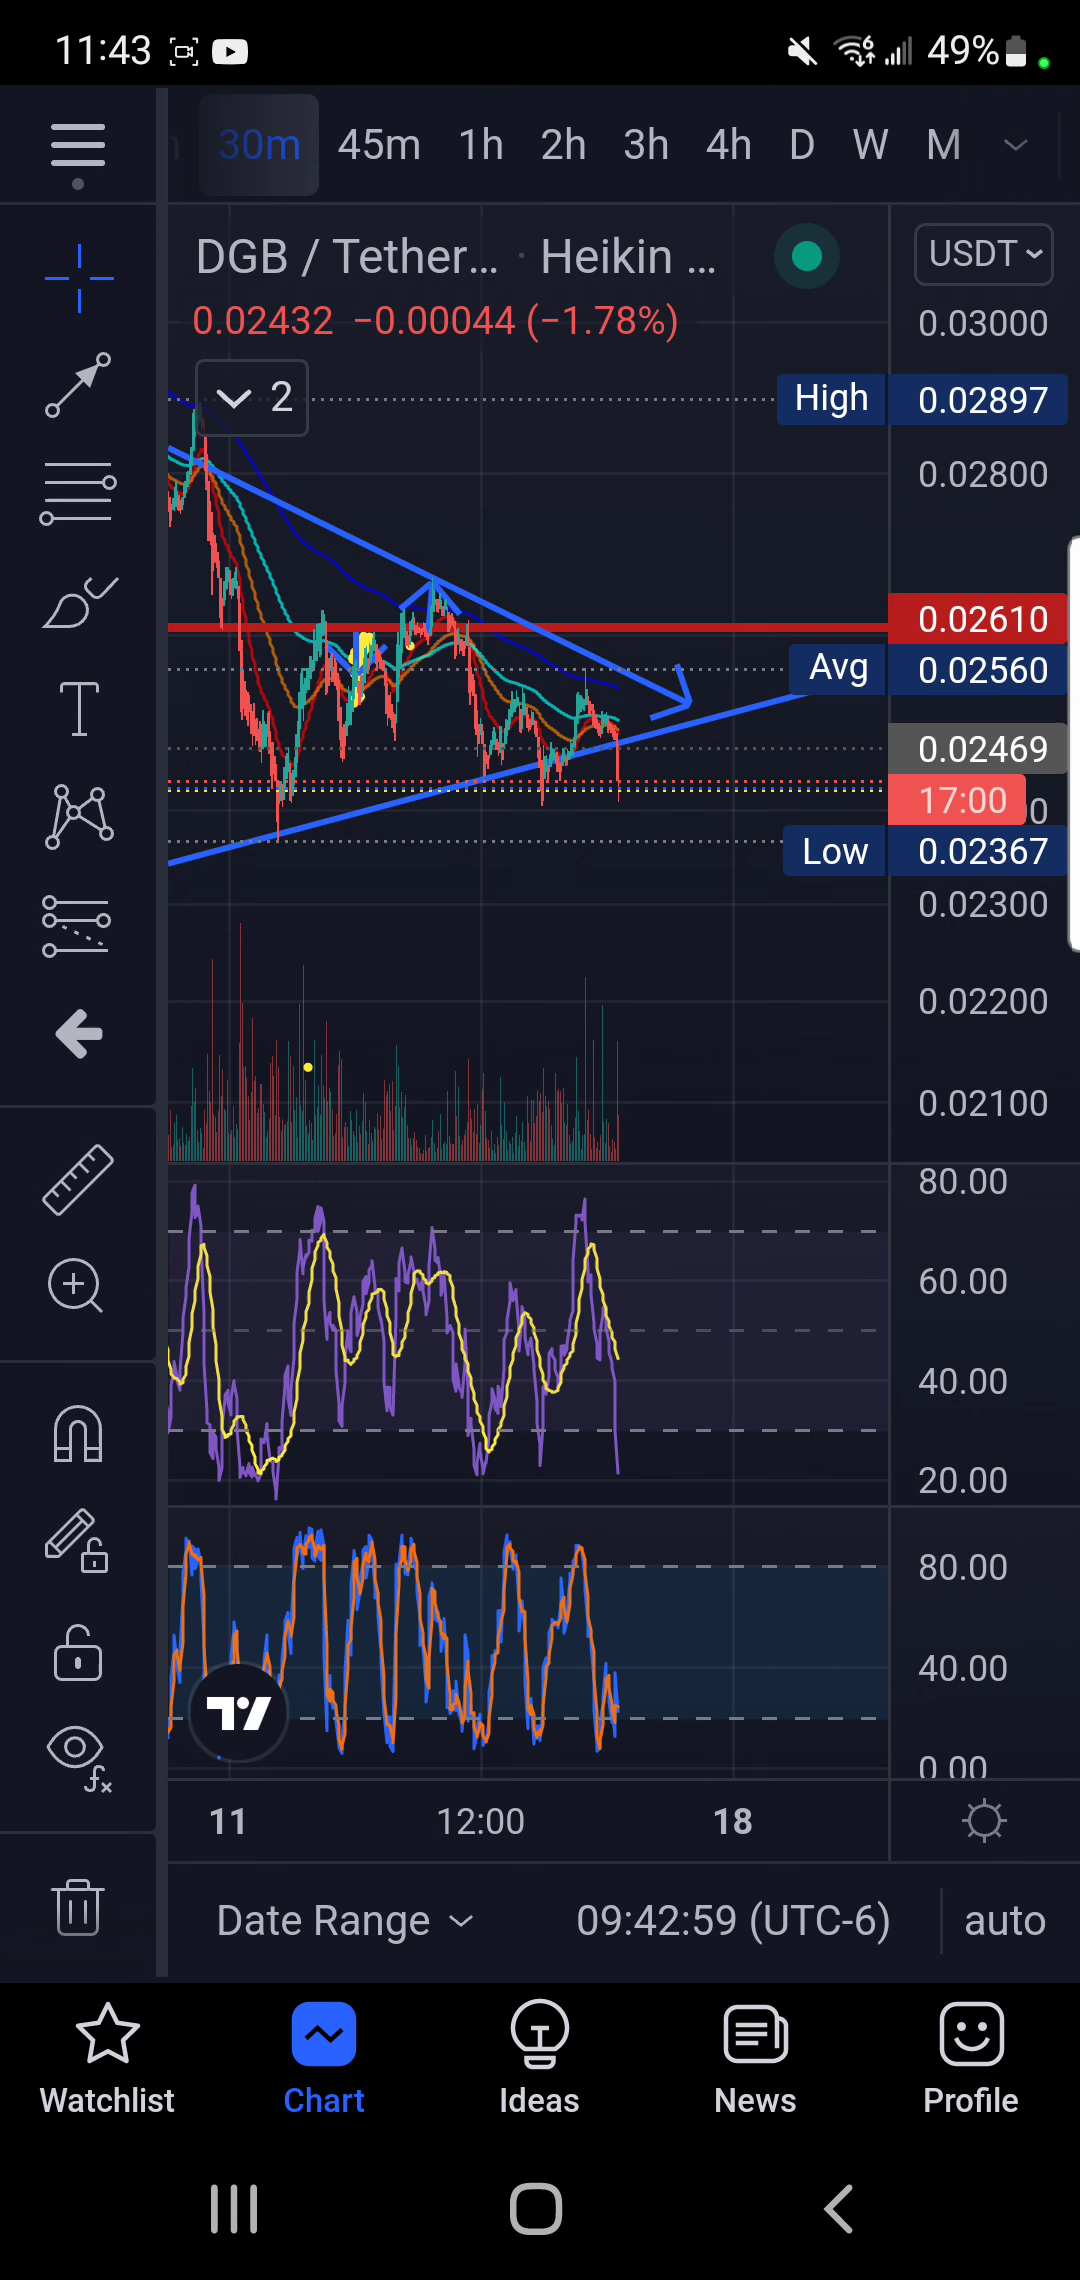 11:43 49%
30m 45m 1h 2h 3h 4h D W M
DGB / Tether... · Heikin ...
USDT
0.02432 −0.00044 (−1.78%)
2
0.03000
High 0.02897
0.02800
0.02610
Avg 0.02560
0.02469
17:00
Low 0.02367
0.02300
0.02200
0.02100
80.00
60.00
40.00
20.00
80.00
40.00
0.00
11 12:00 18
Date Range 09:42:59 (UTC-6) auto
Watchlist Chart Ideas News Profile